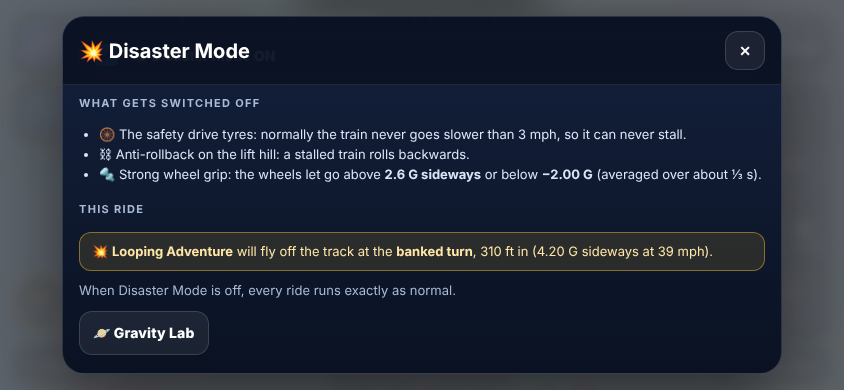 💥 Disaster Mode
ON
×
WHAT GETS SWITCHED OFF
• 🛞 The safety drive tyres: normally the train never goes slower than 3 mph, so it can never stall.
• ⛓ Anti-rollback on the lift hill: a stalled train rolls backwards.
• 🔩 Strong wheel grip: the wheels let go above 2.6 G sideways or below −2.00 G (averaged over about ⅓ s).
THIS RIDE
💥 Looping Adventure will fly off the track at the banked turn, 310 ft in (4.20 G sideways at 39 mph).
When Disaster Mode is off, every ride runs exactly as normal.
🪐 Gravity Lab